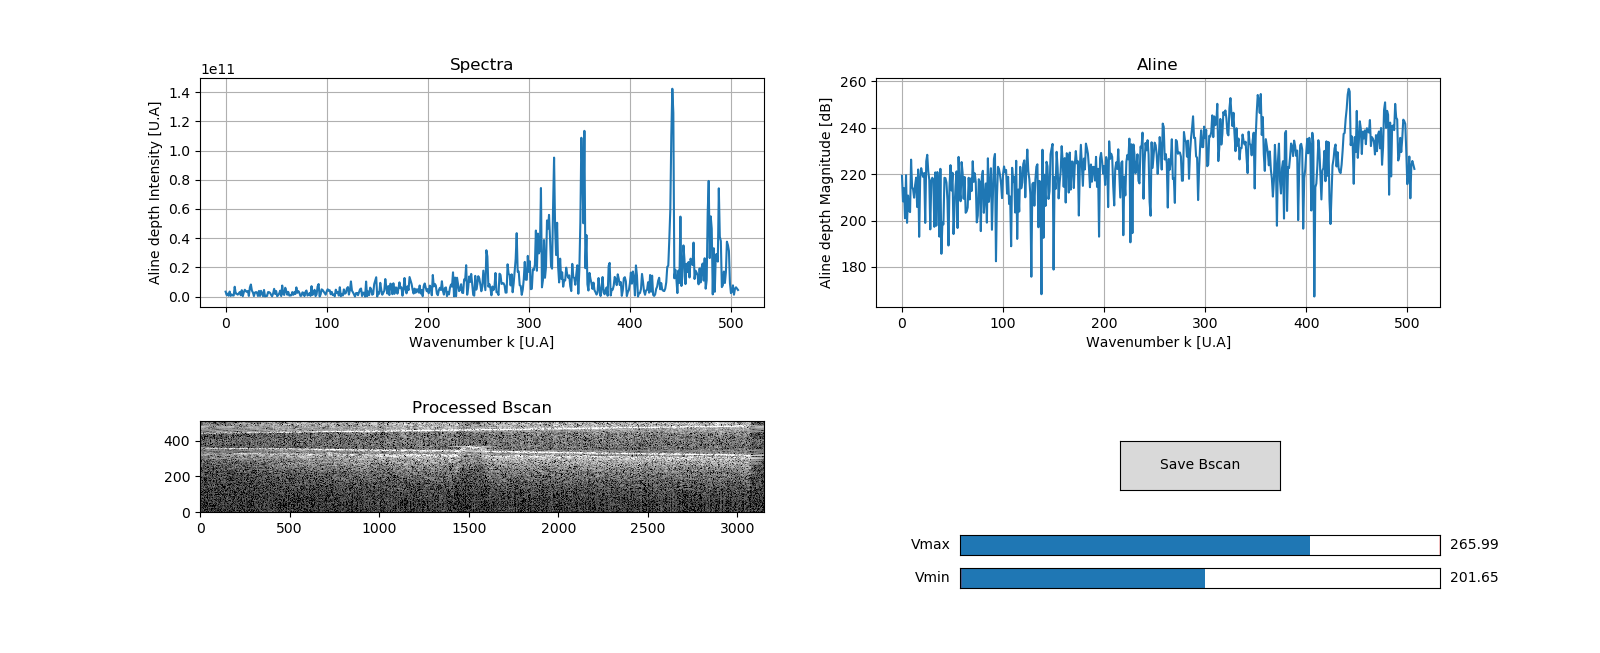 Spectra
1e11
Aline depth Intensity [U.A]
1.4
1.2
1.0
0.8
0.6
0.4
0.2
0.0
0 100 200 300 400 500
Wavenumber k [U.A]
Aline
Aline depth Magnitude [dB]
260
240
220
200
180
0 100 200 300 400 500
Wavenumber k [U.A]
Processed Bscan
400
200
0
0 500 1000 1500 2000 2500 3000
Save Bscan
Vmax 265.99
Vmin 201.65